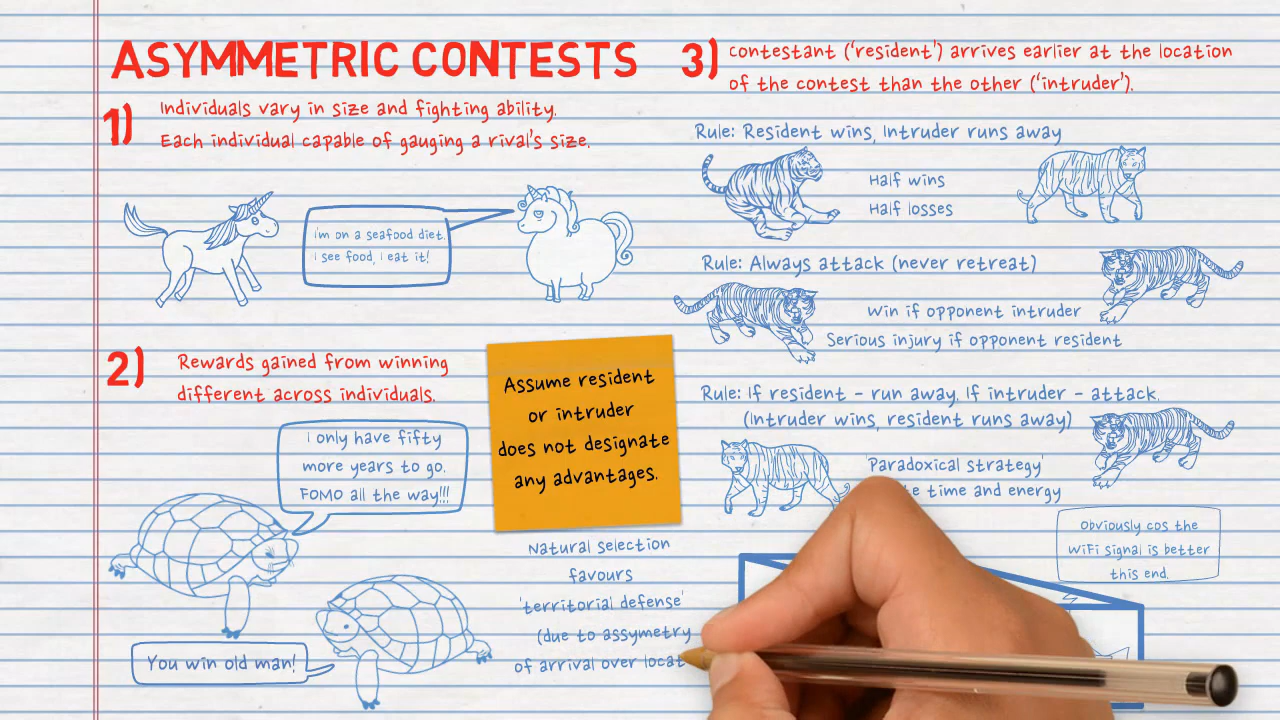 ASYMMETRIC CONTESTS
1)
Individuals vary in size and fighting ability.
Each individual capable of gauging a rival's size.
i'm on a seafood diet.
i see food, i eat it!
2)
Rewards gained from winning
different across individuals.
I only have fifty
more years to go.
FOMO all the way!!!
You win old man!
Assume resident
or intruder
does not designate
any advantages.
Natural selection
favours
'territorial defense'
(due to assymetry
of arrival over locat
3)
contestant ('resident') arrives earlier at the location
of the contest than the other ('intruder').
Rule: Resident wins, Intruder runs away
Half wins
Half losses
Rule: Always attack (never retreat)
Win if opponent intruder
Serious injury if opponent resident
Rule: If resident - run away. If intruder - attack.
(Intruder wins, resident runs away)
'Paradoxical strategy'
time and energy
Obviously cos the
WiFi signal is better
this end.